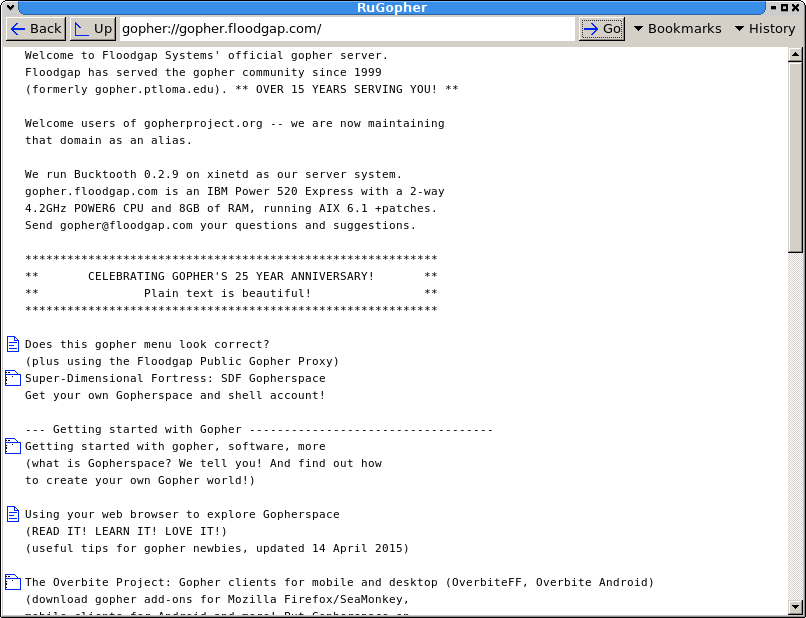 RuGopher
Back Up gopher://gopher.floodgap.com/ Go Bookmarks History
Welcome to Floodgap Systems' official gopher server.
Floodgap has served the gopher community since 1999
(formerly gopher.ptloma.edu). ** OVER 15 YEARS SERVING YOU! **
Welcome users of gopherproject.org -- we are now maintaining
that domain as an alias.
We run Bucktooth 0.2.9 on xinetd as our server system.
gopher.floodgap.com is an IBM Power 520 Express with a 2-way
4.2GHz POWER6 CPU and 8GB of RAM, running AIX 6.1 +patches.
Send gopher@floodgap.com your questions and suggestions.
***********************************************************
**       CELEBRATING GOPHER'S 25 YEAR ANNIVERSARY!       **
**               Plain text is beautiful!                **
***********************************************************
Does this gopher menu look correct?
(plus using the Floodgap Public Gopher Proxy)
Super-Dimensional Fortress: SDF Gopherspace
Get your own Gopherspace and shell account!
--- Getting started with Gopher -----------------------------------
Getting started with gopher, software, more
(what is Gopherspace? We tell you! And find out how
to create your own Gopher world!)
Using your web browser to explore Gopherspace
(READ IT! LEARN IT! LOVE IT!)
(useful tips for gopher newbies, updated 14 April 2015)
The Overbite Project: Gopher clients for mobile and desktop (OverbiteFF, Overbite Android)
(download gopher add-ons for Mozilla Firefox/SeaMonkey,
mobile clients for Android and more! Put Gopherspace on